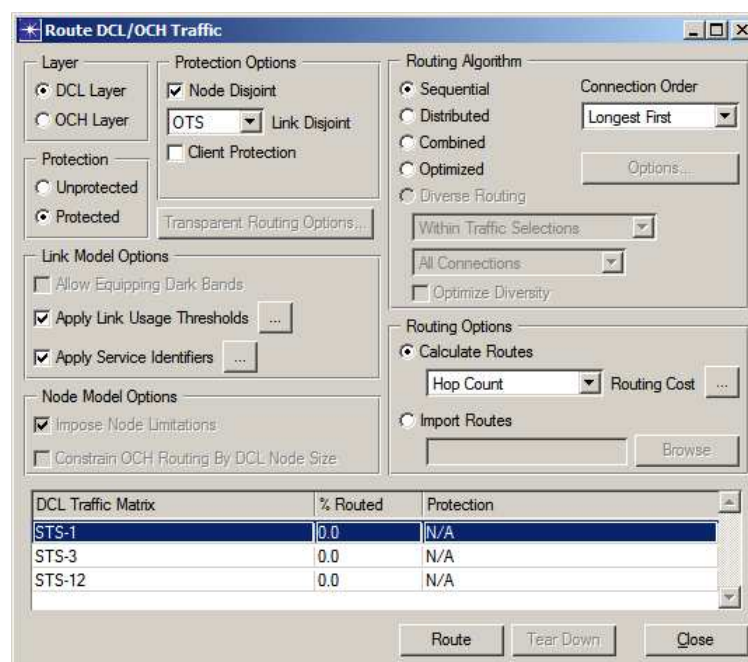 Route DCL/OCH Traffic
Layer
DCL Layer
OCH Layer
Protection
Unprotected
Protected
Protection Options
Node Disjoint
OTS Link Disjoint
Client Protection
Transparent Routing Options...
Link Model Options
Allow Equipping Dark Bands
Apply Link Usage Thresholds ...
Apply Service Identifiers ...
Node Model Options
Impose Node Limitations
Constrain OCH Routing By DCL Node Size
Routing Algorithm
Sequential
Distributed
Combined
Optimized
Diverse Routing
Connection Order
Longest First
Options...
Within Traffic Selections
All Connections
Optimize Diversity
Routing Options
Calculate Routes
Hop Count Routing Cost ...
Import Routes
Browse
DCL Traffic Matrix % Routed Protection
STS-1 0.0 N/A
STS-3 0.0 N/A
STS-12 0.0 N/A
Route Tear Down Close